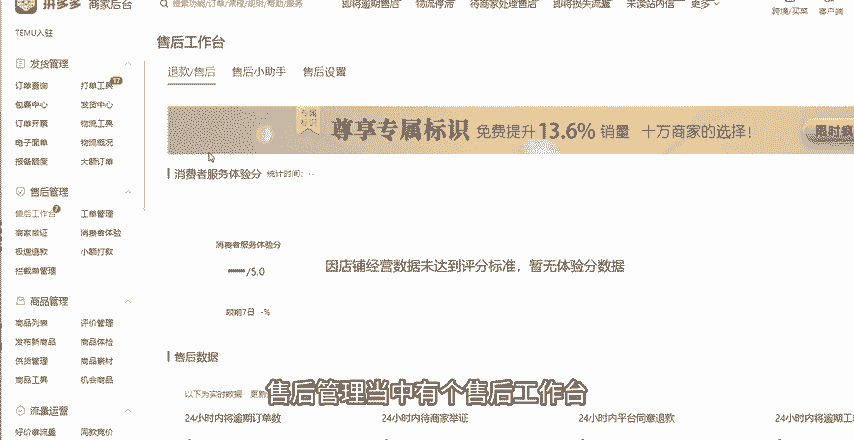 拼多多 商家后台
搜索功能/订单/常规/规则/帮助/服务
即将逾期售后 物流停滞 待商家处理售后 即将损失流量 未读站内信 更多
跨境/买菜 客户端
TEMU入驻
售后工作台
发货管理
订单查询 打单工具 17
包裹中心 发货中心
订单开票 物流工具
电子面单 物流概况
报备额度 大额订单
售后管理
售后工作台 7 工单管理
商家举证 消费者体验
极速退款 小额打款
拦截单管理
商品管理
商品列表 评价管理
发布新商品 商品体检
供货管理 商品素材
商品工具 机会商品
流量运营
好价拿流量 周款竞价
退款/售后 售后小助手 售后设置
专属标识
尊享专属标识 免费提升13.6%销量 十万商家的选择！
限时疯
消费者服务体验分 统计时间：--
消费者服务体验分
/5.0
较前7日 -%
因店铺经营数据未达到评分标准，暂无体验分数据
售后数据
以下为实时数据 更新
24小时内将逾期订单数 24小时内待商家举证 24小时内平台同意退款 24小时内将逾期工
售后管理当中有个售后工作台